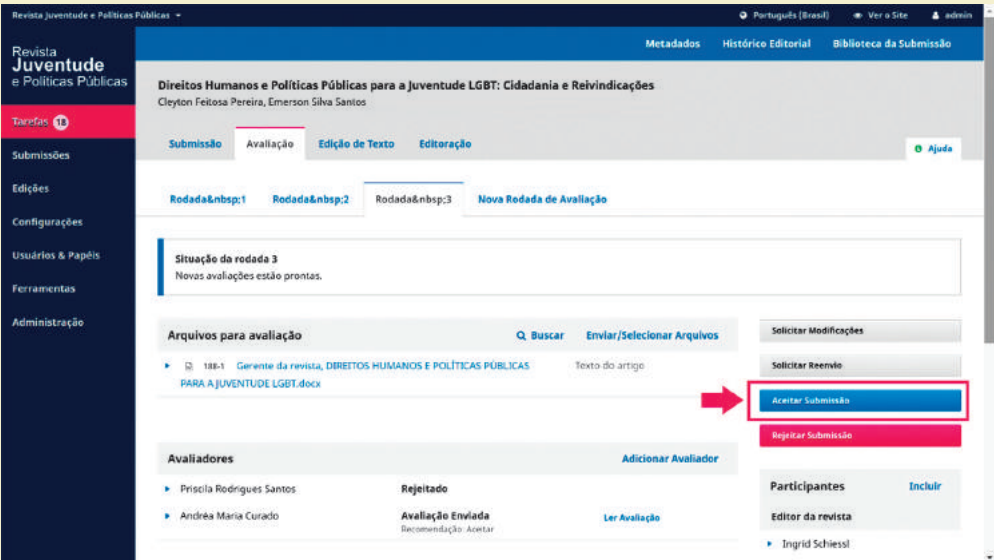 Revista Juventude e Políticas Públicas
Português (Brasil) Ver o Site admin
Revista
Juventude
e Políticas Públicas
Metadados Histórico Editorial Biblioteca da Submissão
Direitos Humanos e Políticas Públicas para a Juventude LGBT: Cidadania e Reivindicações
Cleyton Feitosa Pereira, Emerson Silva Santos
Tarefas 18
Submissões
Edições
Configurações
Usuários & Papéis
Ferramentas
Administração
Submissão Avaliação Edição de Texto Editoração
Ajuda
Rodada&nbsp;1 Rodada&nbsp;2 Rodada&nbsp;3 Nova Rodada de Avaliação
Situação da rodada 3
Novas avaliações estão prontas.
Arquivos para avaliação Buscar Enviar/Selecionar Arquivos
188-1 Gerente da revista, DIREITOS HUMANOS E POLÍTICAS PÚBLICAS Texto do artigo
PARA A JUVENTUDE LGBT.docx
Solicitar Modificações
Solicitar Reenvio
Aceitar Submissão
Rejeitar Submissão
Avaliadores Adicionar Avaliador
Priscila Rodrigues Santos Rejeitado
Andréa Maria Curado Avaliação Enviada Ler Avaliação
Recomendação: Aceitar
Participantes Incluir
Editor da revista
Ingrid Schiessl